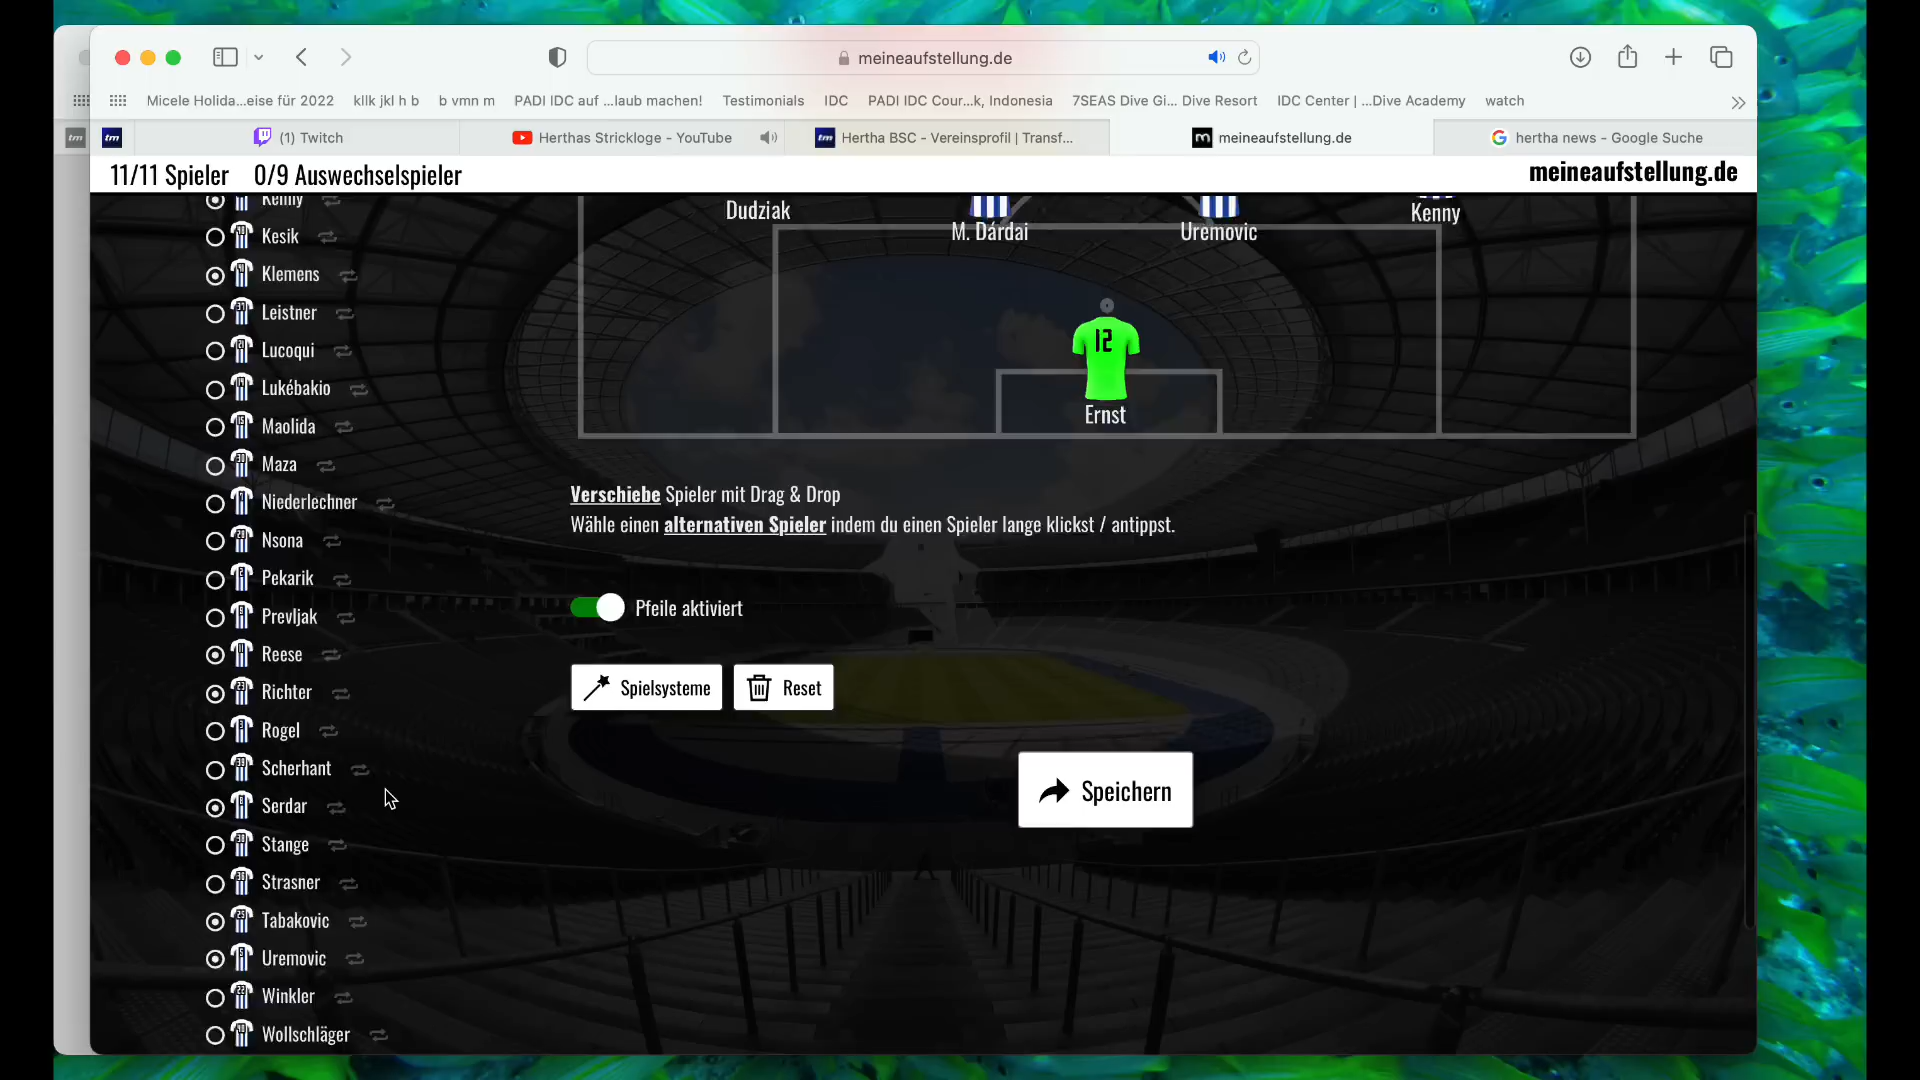 meineaufstellung.de
Micele Holida...eise für 2022 kllk jkl h b b vmn m PADI IDC auf ...laub machen! Testimonials IDC PADI IDC Cour...k, Indonesia 7SEAS Dive Gi... Dive Resort IDC Center | ...Dive Academy watch
tm tm (1) Twitch Herthas Strickloge - YouTube tm Hertha BSC - Vereinsprofil | Transf... m meineaufstellung.de hertha news - Google Suche
11/11 Spieler 0/9 Auswechselspieler meineaufstellung.de
Kenny
Kesik
Klemens
Leistner
Lucoqui
Lukébakio
Maolida
Maza
Niederlechner
Nsona
Pekarik
Prevljak
Reese
Richter
Rogel
Scherhant
Serdar
Stange
Strasner
Tabakovic
Uremovic
Winkler
Wollschläger
Dudziak
M. Dárdai
Uremovic
Kenny
12
Ernst
Verschiebe Spieler mit Drag & Drop
Wähle einen alternativen Spieler indem du einen Spieler lange klickst / antippst.
Pfeile aktiviert
Spielsysteme Reset
Speichern